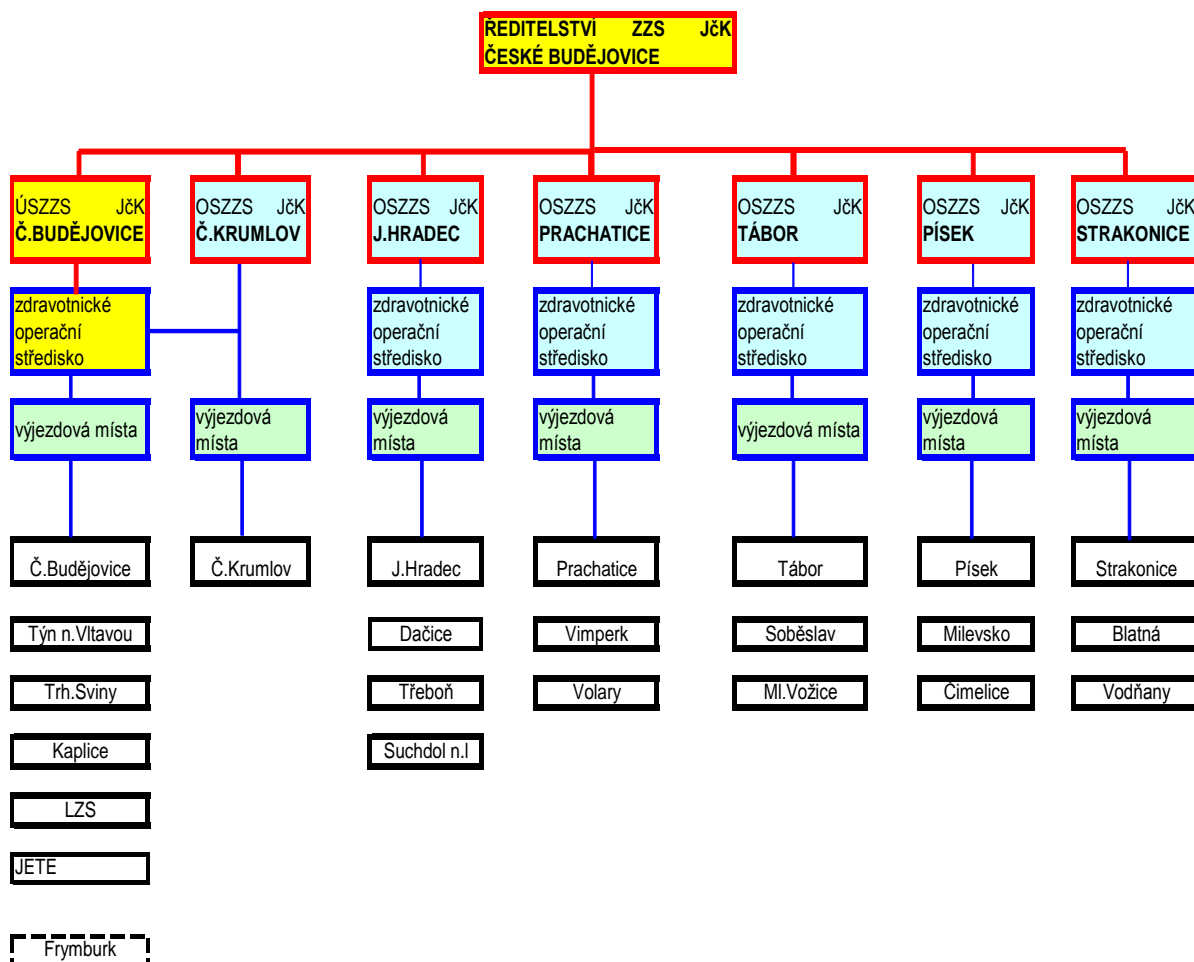 ŘEDITELSTVÍ ZZS JčK
ČESKÉ BUDĚJOVICE
ÚSZZS JčK
Č.BUDĚJOVICE
OSZZS JčK
Č.KRUMLOV
OSZZS JčK
J.HRADEC
OSZZS JčK
PRACHATICE
OSZZS JčK
TÁBOR
OSZZS JčK
PÍSEK
OSZZS JčK
STRAKONICE
zdravotnické
operační
středisko
zdravotnické
operační
středisko
zdravotnické
operační
středisko
zdravotnické
operační
středisko
zdravotnické
operační
středisko
zdravotnické
operační
středisko
výjezdová místa
výjezdová
místa
výjezdová
místa
výjezdová
místa
výjezdová místa
výjezdová
místa
výjezdová
místa
Č.Budějovice
Č.Krumlov
J.Hradec
Prachatice
Tábor
Písek
Strakonice
Týn n.Vltavou
Dačice
Vimperk
Soběslav
Milevsko
Blatná
Trh.Sviny
Třeboň
Volary
Ml.Vožice
Čimelice
Vodňany
Kaplice
Suchdol n.l
LZS
JETE
Frymburk